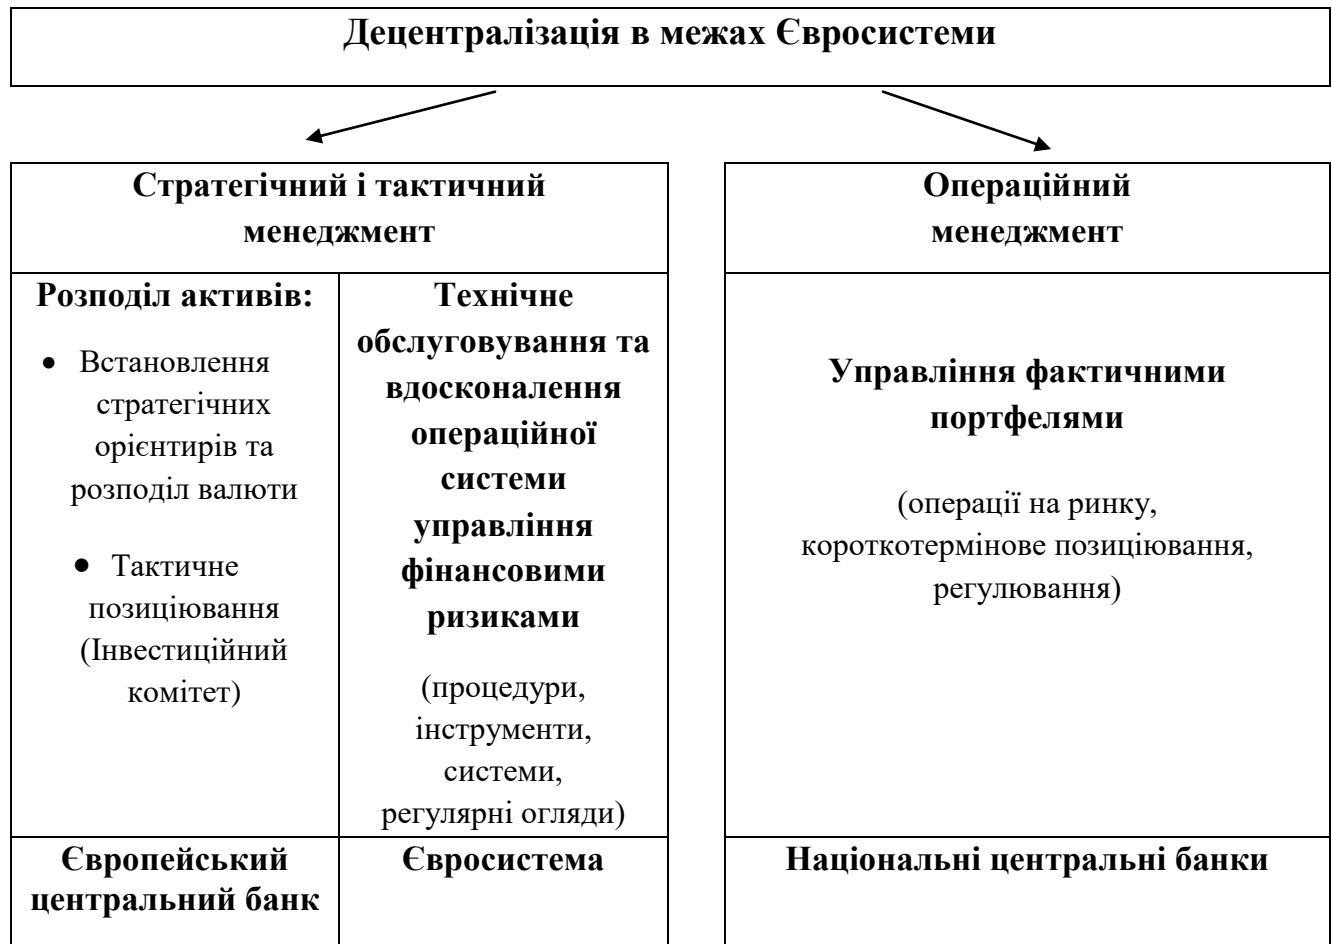 Децентралізація в межах Євросистеми
Стратегічний і тактичний
менеджмент
Розподіл активів:
• Встановлення
стратегічних
орієнтирів та
розподіл валюти
• Тактичне
позиціювання
(Інвестиційний
комітет)
Технічне
обслуговування та
вдосконалення
операційної
системи
управління
фінансовими
ризиками
(процедури,
інструменти,
системи,
регулярні огляди)
Європейський
центральний банк
Євросистема
Операційний
менеджмент
Управління фактичними
портфелями
(операції на ринку,
короткотермінове позиціювання,
регулювання)
Національні центральні банки